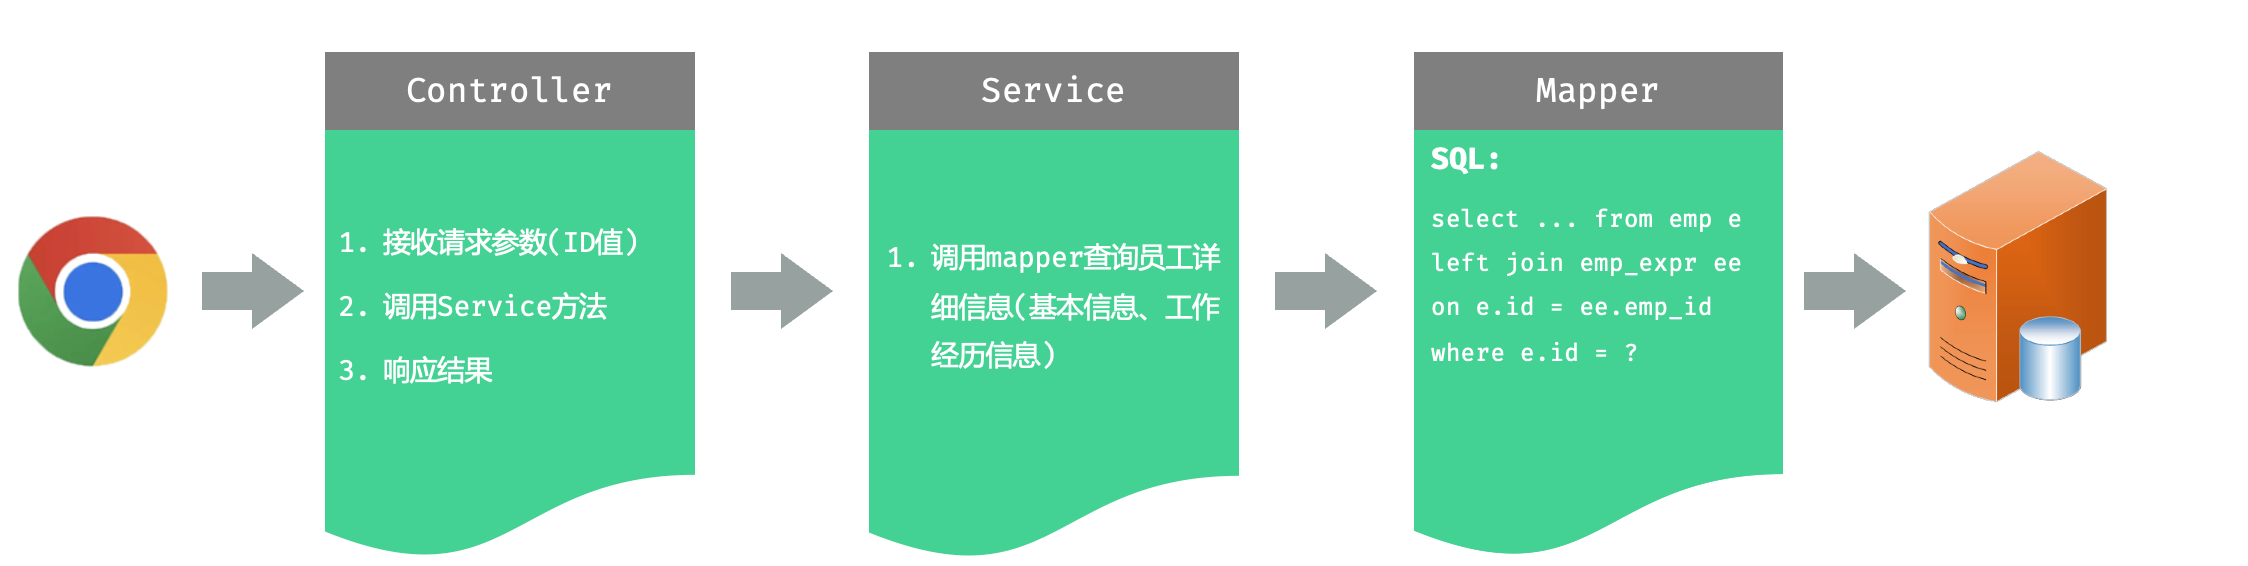 Controller
1. 接收请求参数(ID值)
2. 调用Service方法
3. 响应结果
Service
1. 调用mapper查询员工详
细信息(基本信息、工作
经历信息)
Mapper
SQL:
select ... from emp e
left join emp_expr ee
on e.id = ee.emp_id
where e.id = ?